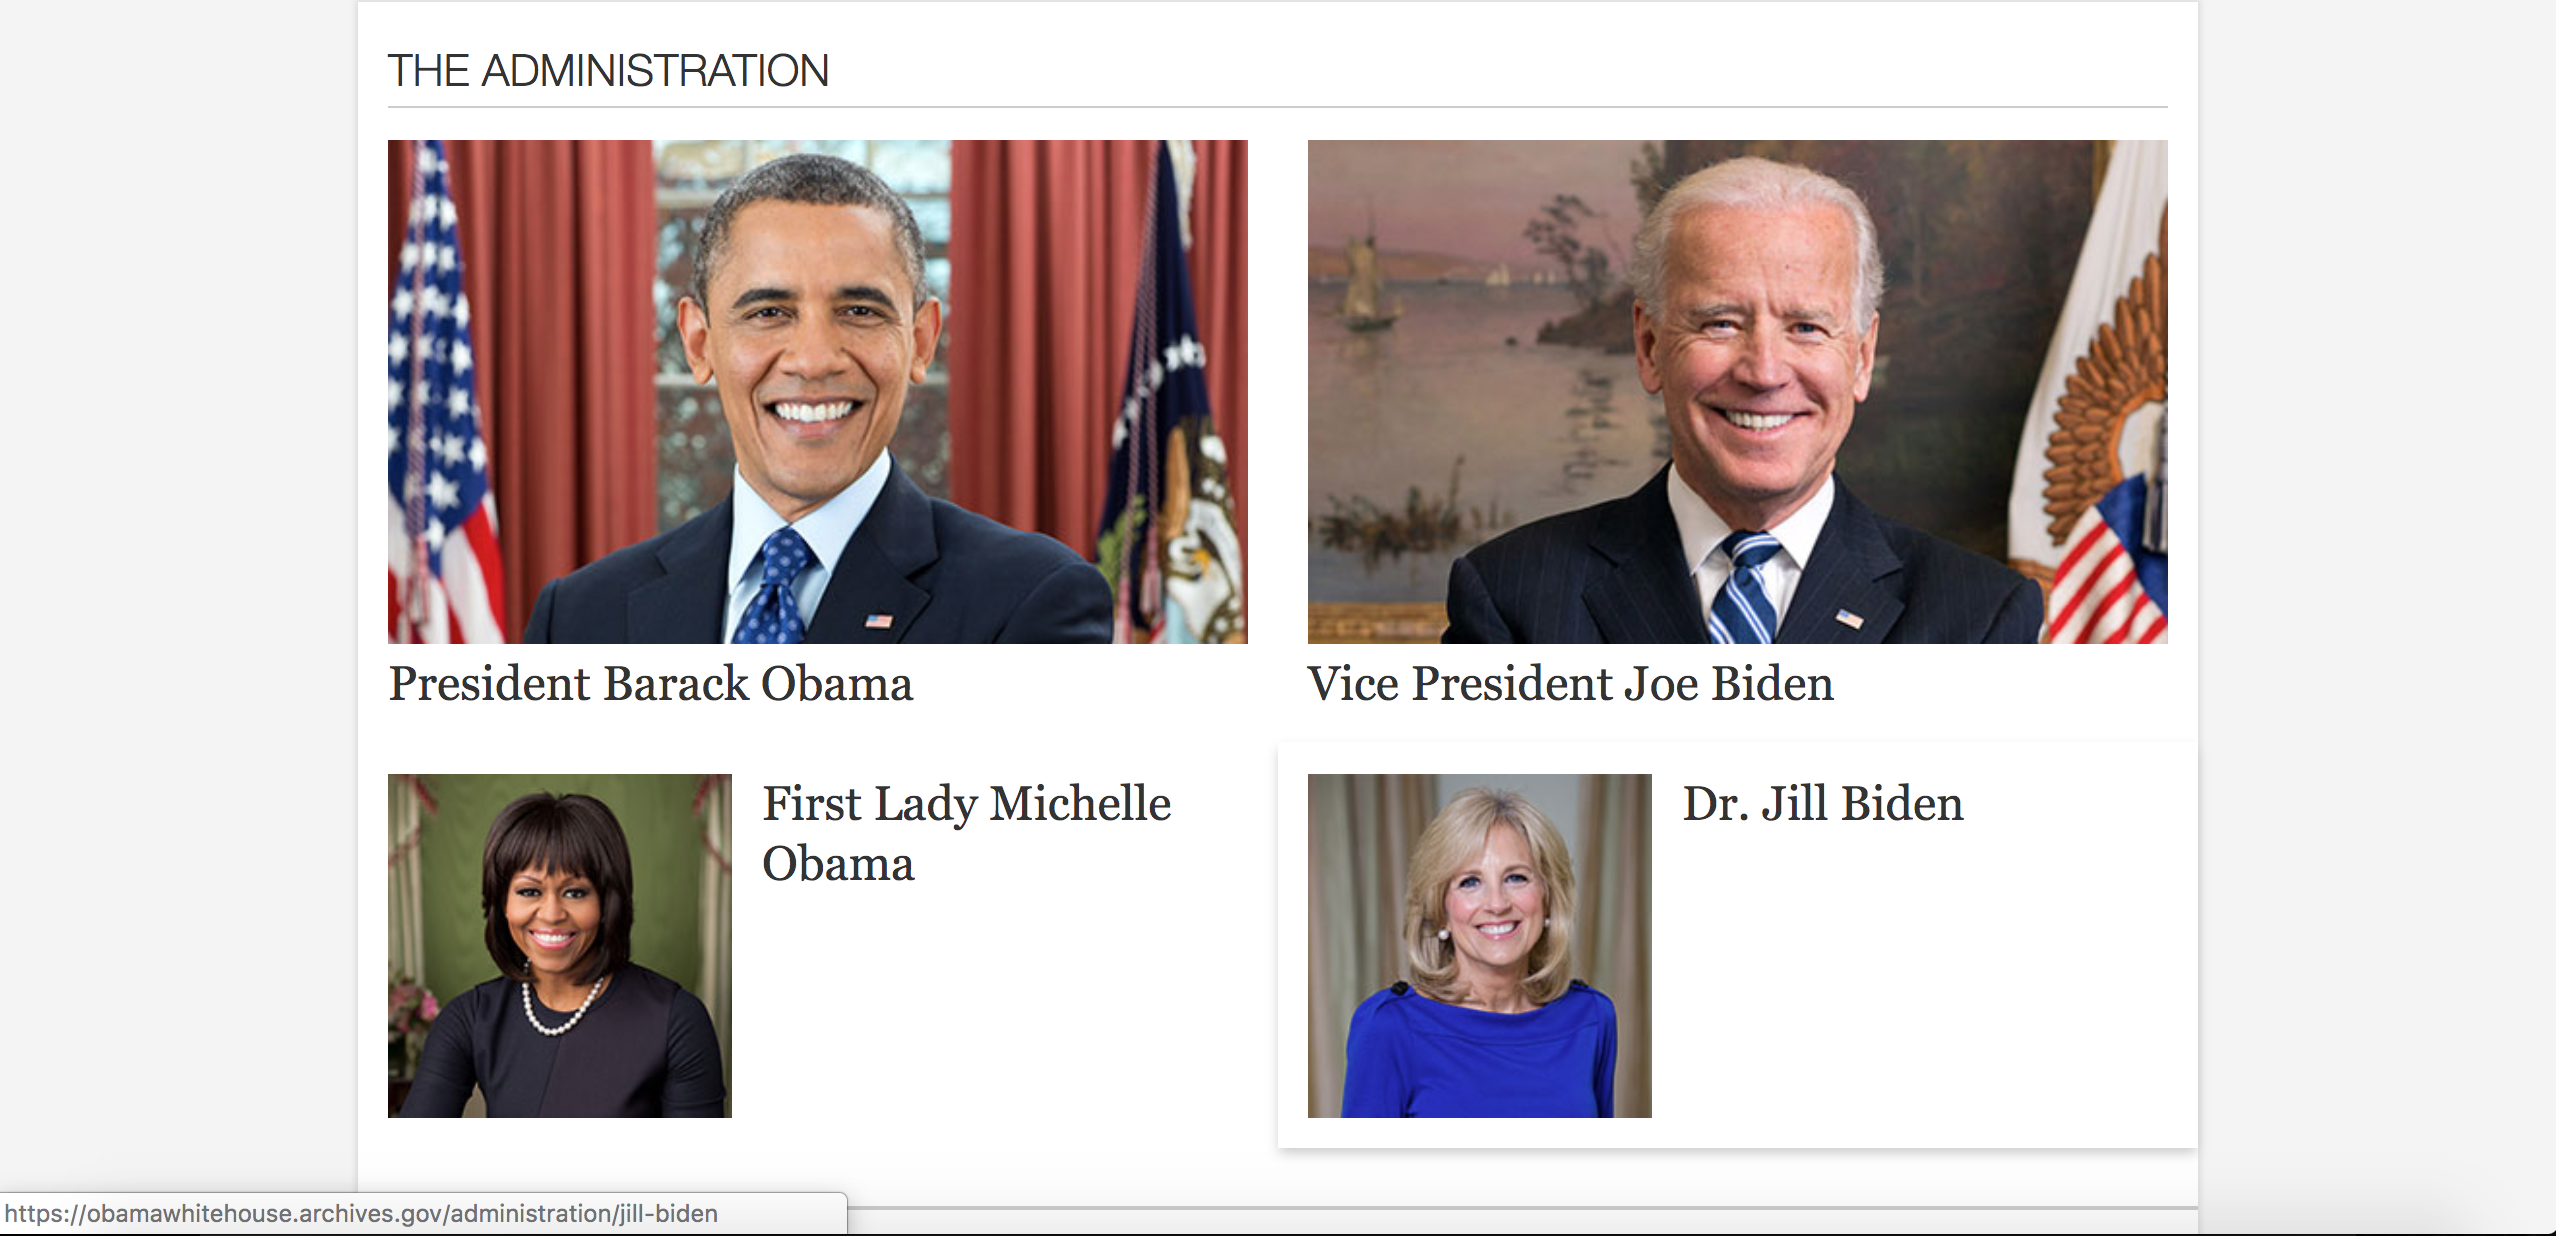 THE ADMINISTRATION
President Barack Obama
Vice President Joe Biden
First Lady Michelle
Obama
Dr. Jill Biden
https://obamawhitehouse.archives.gov/administration/jill-biden